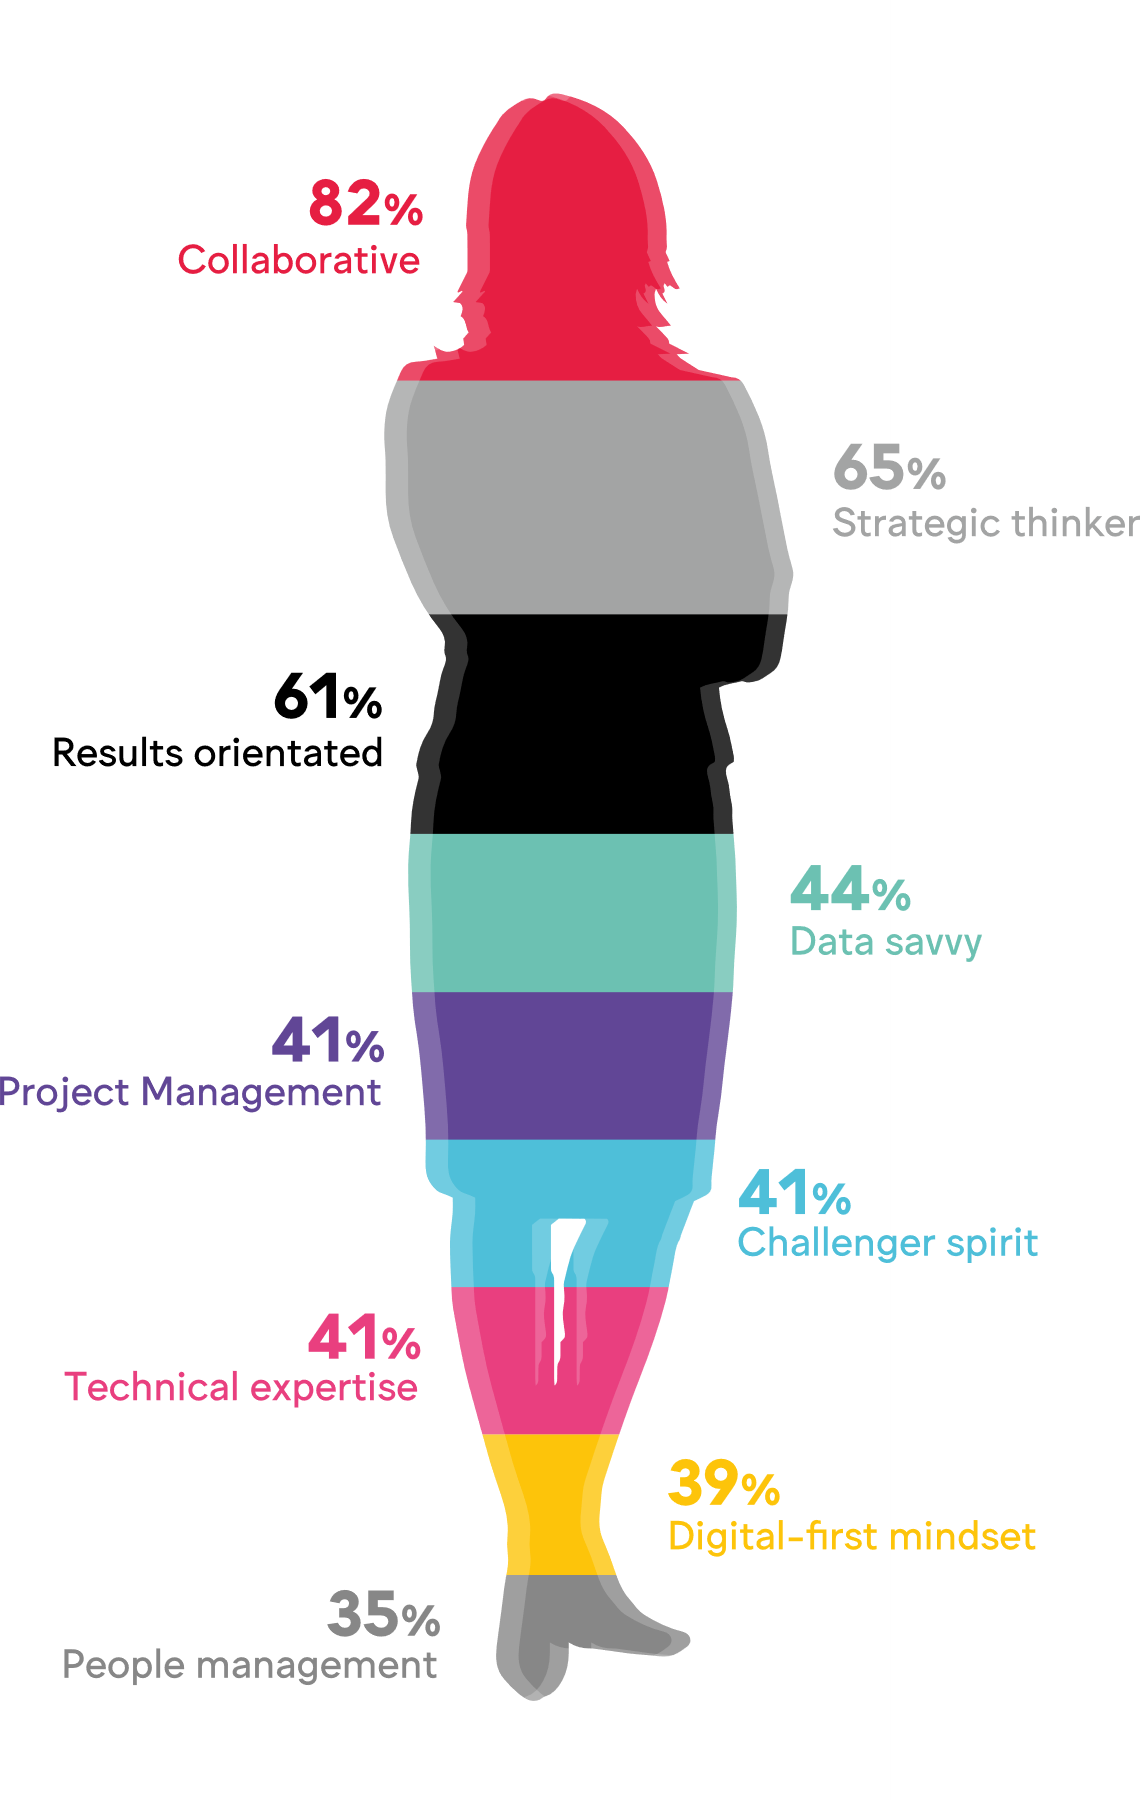 82%
Collaborative
65%
Strategic thinker
61%
Results orientated
44%
Data savvy
41%
Project Management
41%
Challenger spirit
41%
Technical expertise
39%
Digital-first mindset
35%
People management